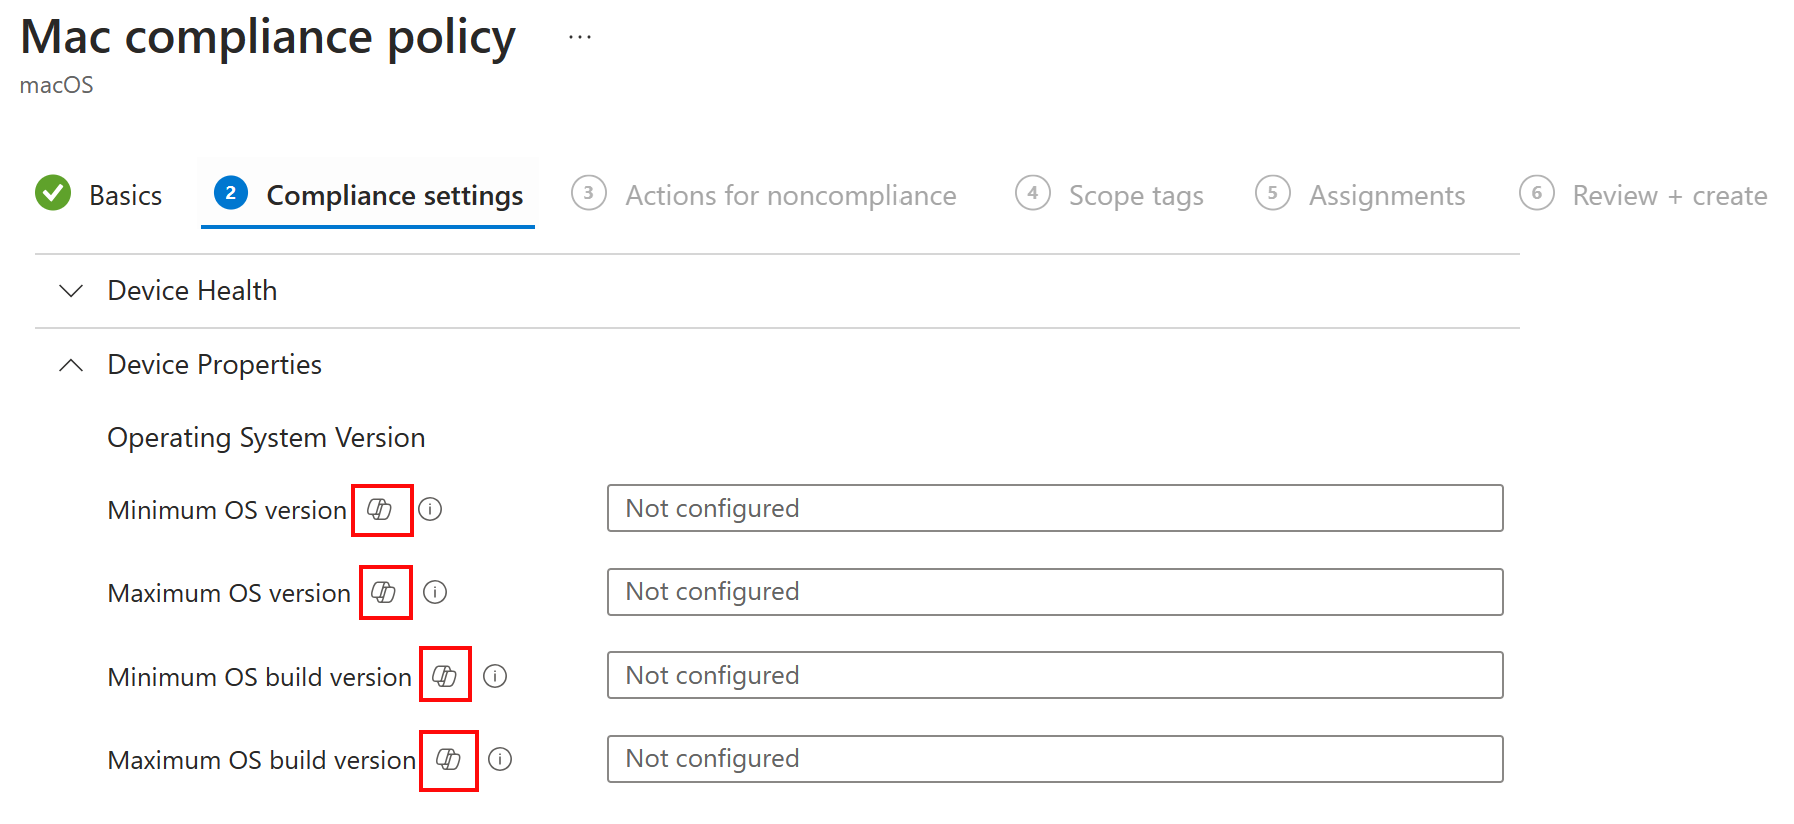 Mac compliance policy ...
macOS
Basics 2 Compliance settings 3 Actions for noncompliance 4 Scope tags 5 Assignments 6 Review + create
Device Health
Device Properties
Operating System Version
Minimum OS version Not configured
Maximum OS version Not configured
Minimum OS build version Not configured
Maximum OS build version Not configured